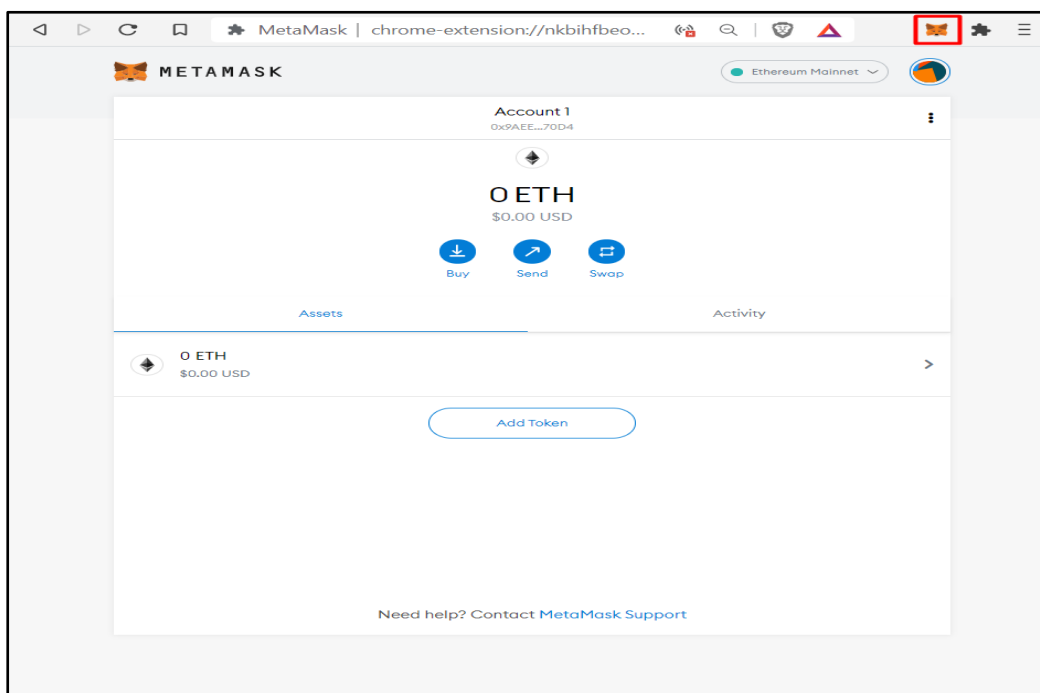 MetaMask | chrome-extension://nkbihfbeo...
METAMASK
Ethereum Mainnet
Account 1
0x9AEE...70D4
0 ETH
$0.00 USD
Buy
Send
Swap
Assets
Activity
0 ETH
$0.00 USD
Add Token
Need help? Contact MetaMask Support